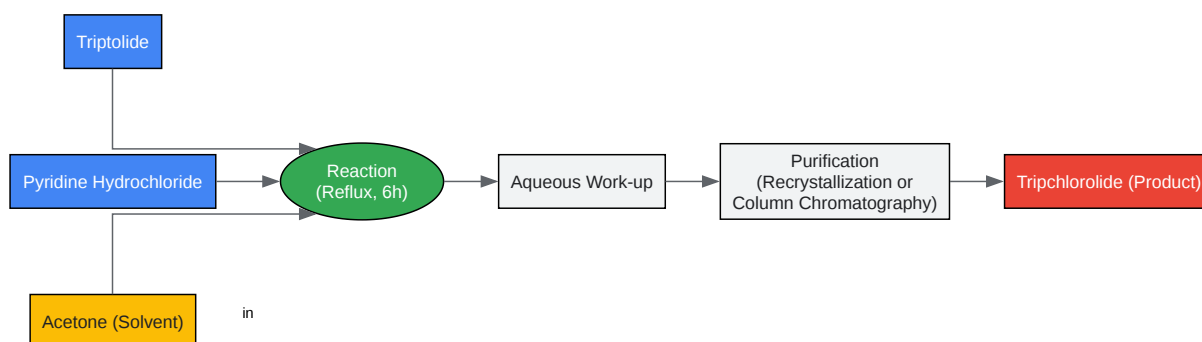 Triptolide
Pyridine Hydrochloride
Acetone (Solvent)
in
Reaction
(Reflux, 6h)
Aqueous Work-up
Purification
(Recrystallization or
Column Chromatography)
Tripchlorolide (Product)